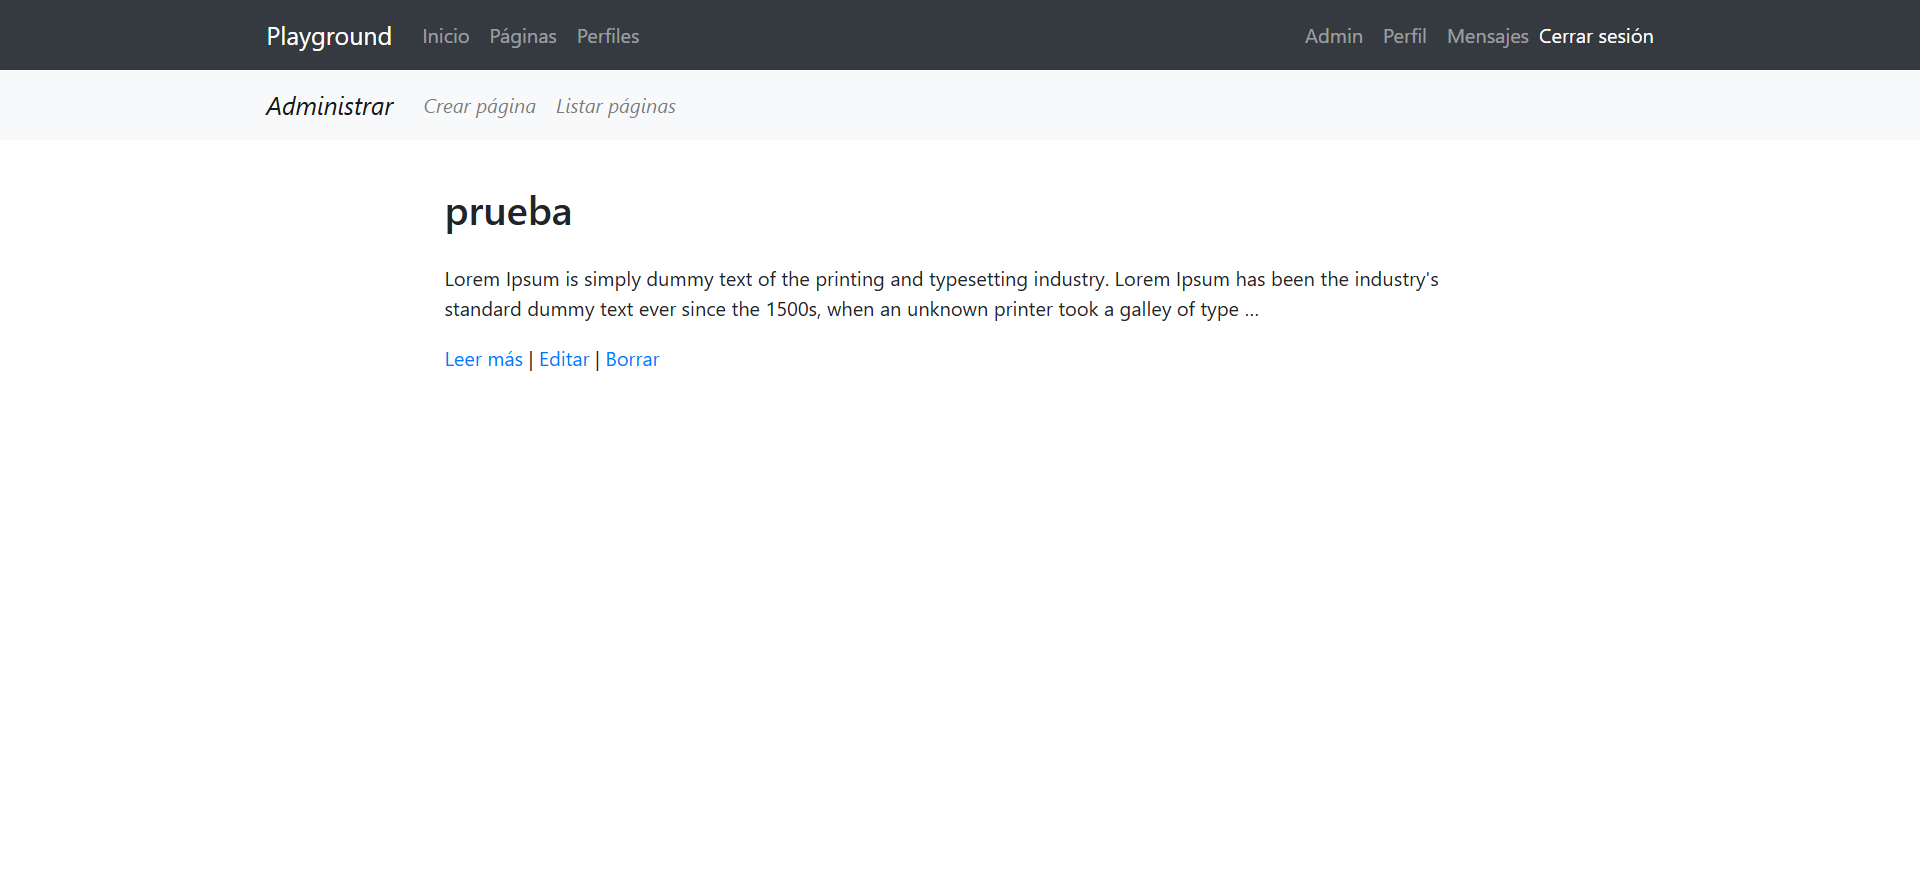 Playground Inicio Páginas Perfiles Admin Perfil Mensajes Cerrar sesión
Administrar Crear página Listar páginas
prueba
Lorem Ipsum is simply dummy text of the printing and typesetting industry. Lorem Ipsum has been the industry's
standard dummy text ever since the 1500s, when an unknown printer took a galley of type …
Leer más | Editar | Borrar